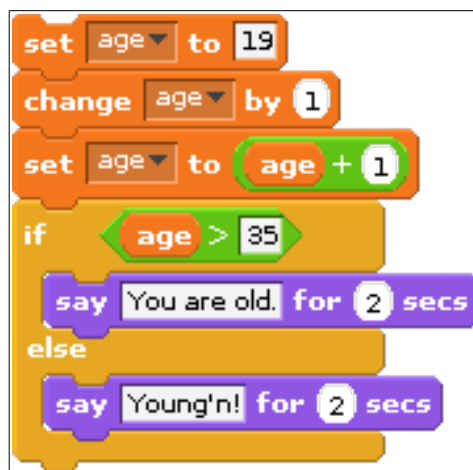 set age to 19
change age by 1
set age to age + 1
if age > 35
say You are old. for 2 secs
else
say Young'n! for 2 secs